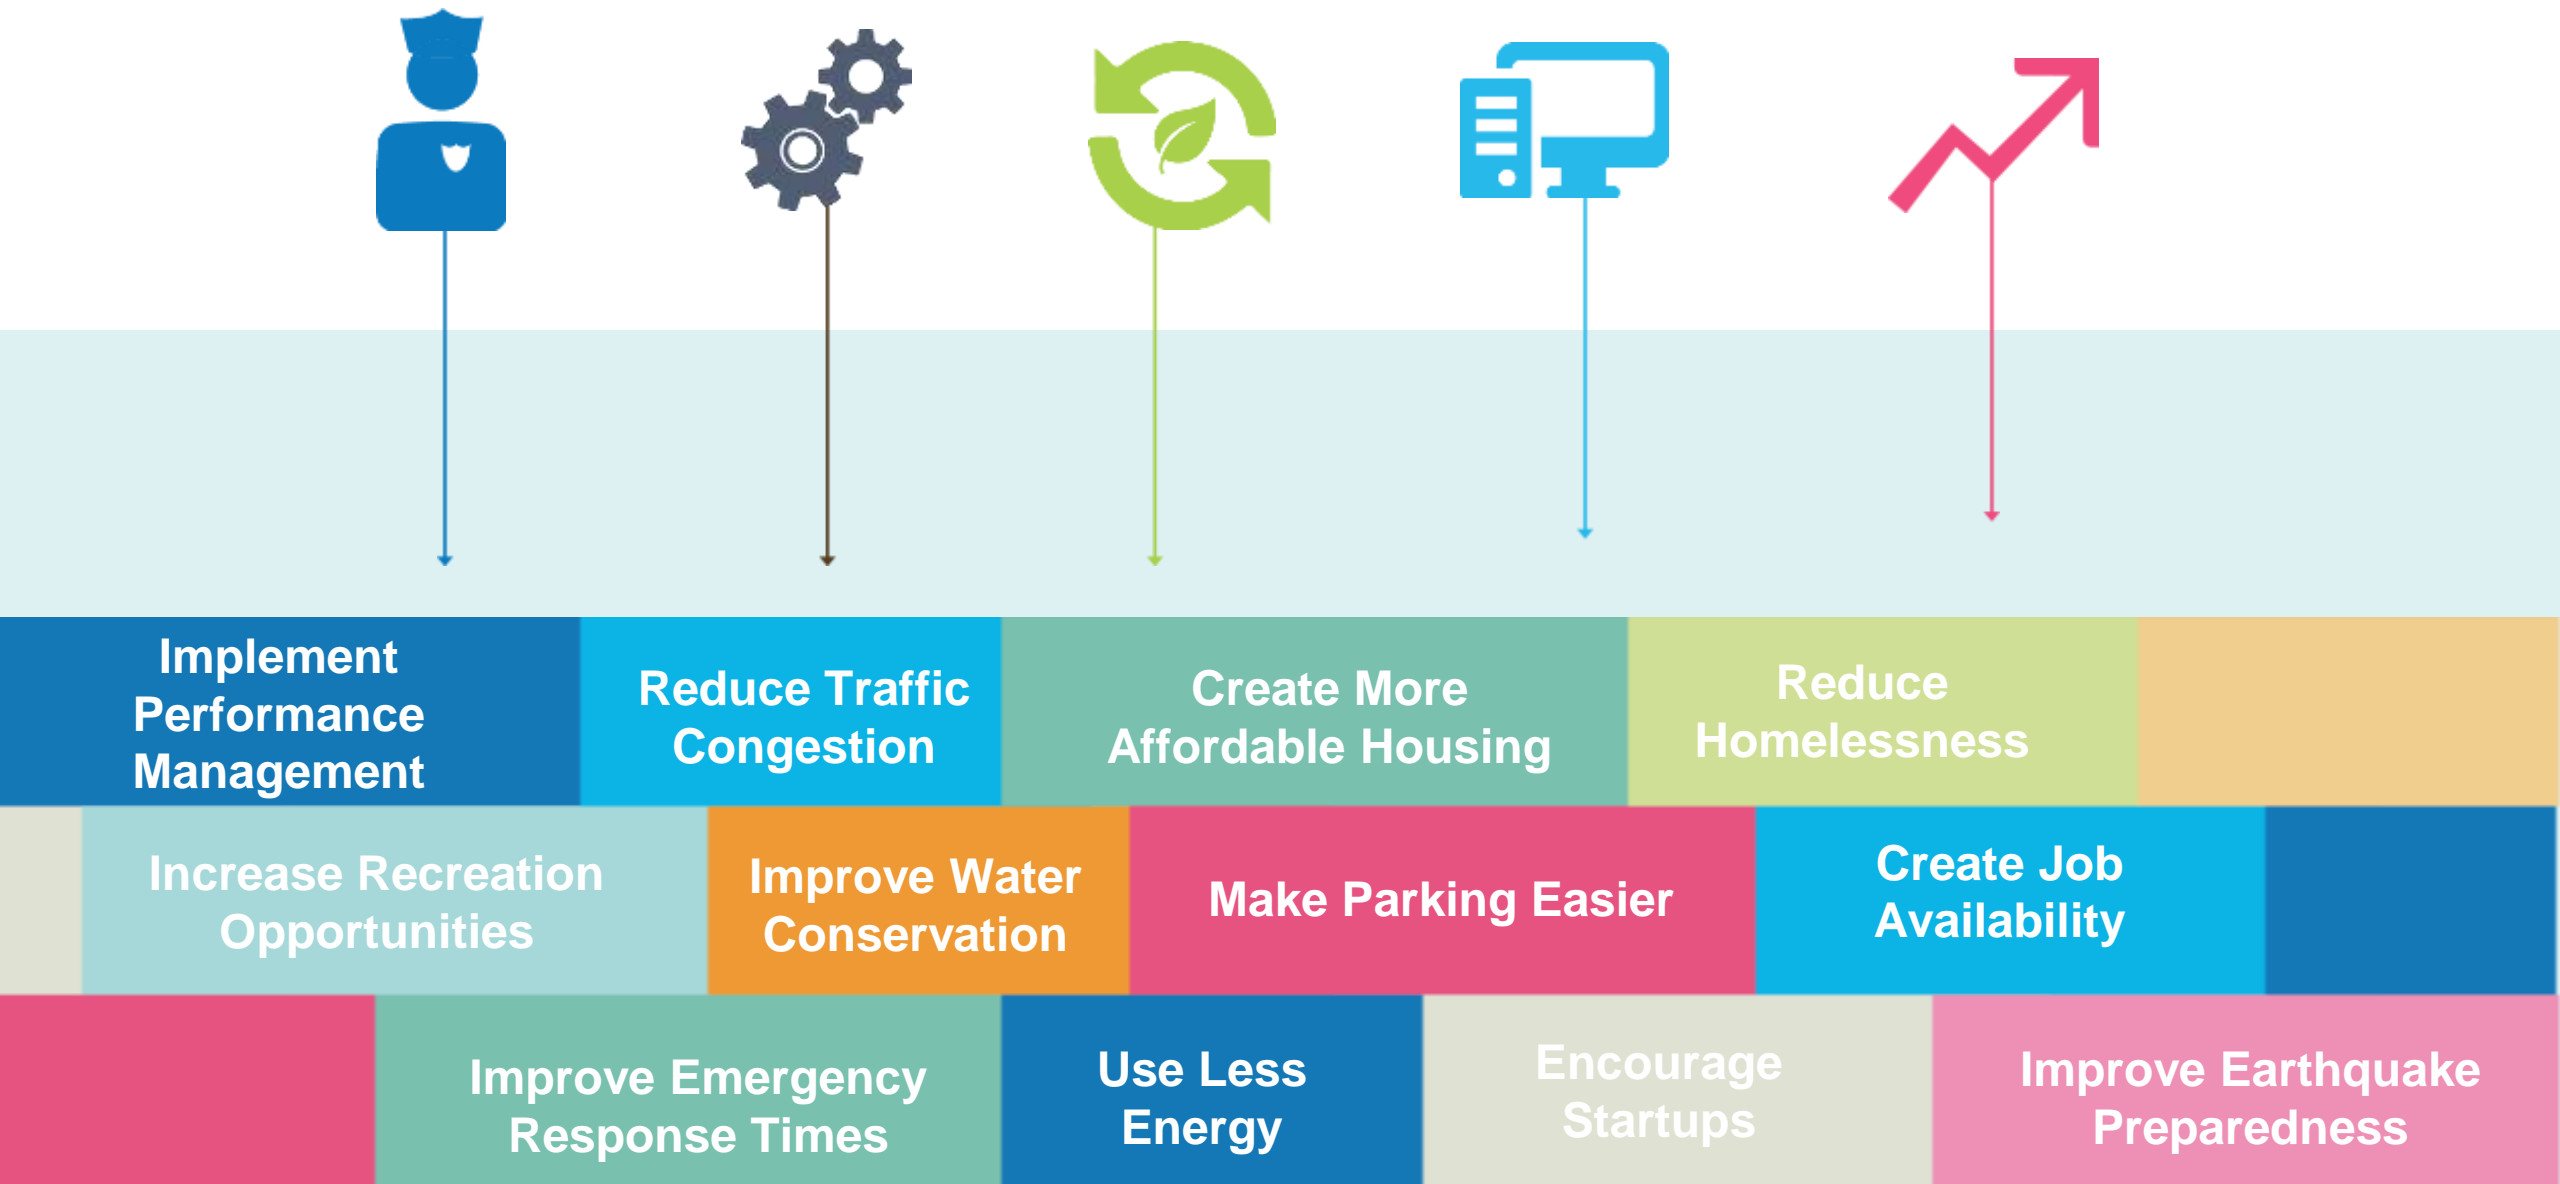 Implement
Performance
Management
Reduce Traffic
Congestion
Create More
Affordable Housing
Reduce
Homelessness
Increase Recreation
Opportunities
Improve Water
Conservation
Make Parking Easier
Create Job
Availability
Improve Emergency
Response Times
Use Less
Energy
Encourage
Startups
Improve Earthquake
Preparedness